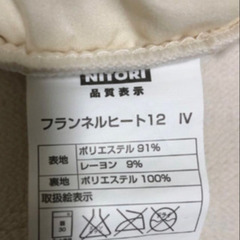 NITORI
品質表示
フランネルヒート12 Ⅳ
表地 ポリエステル 91%
レーヨン 9%
裏地 ポリエステル 100%
取扱絵表示
30